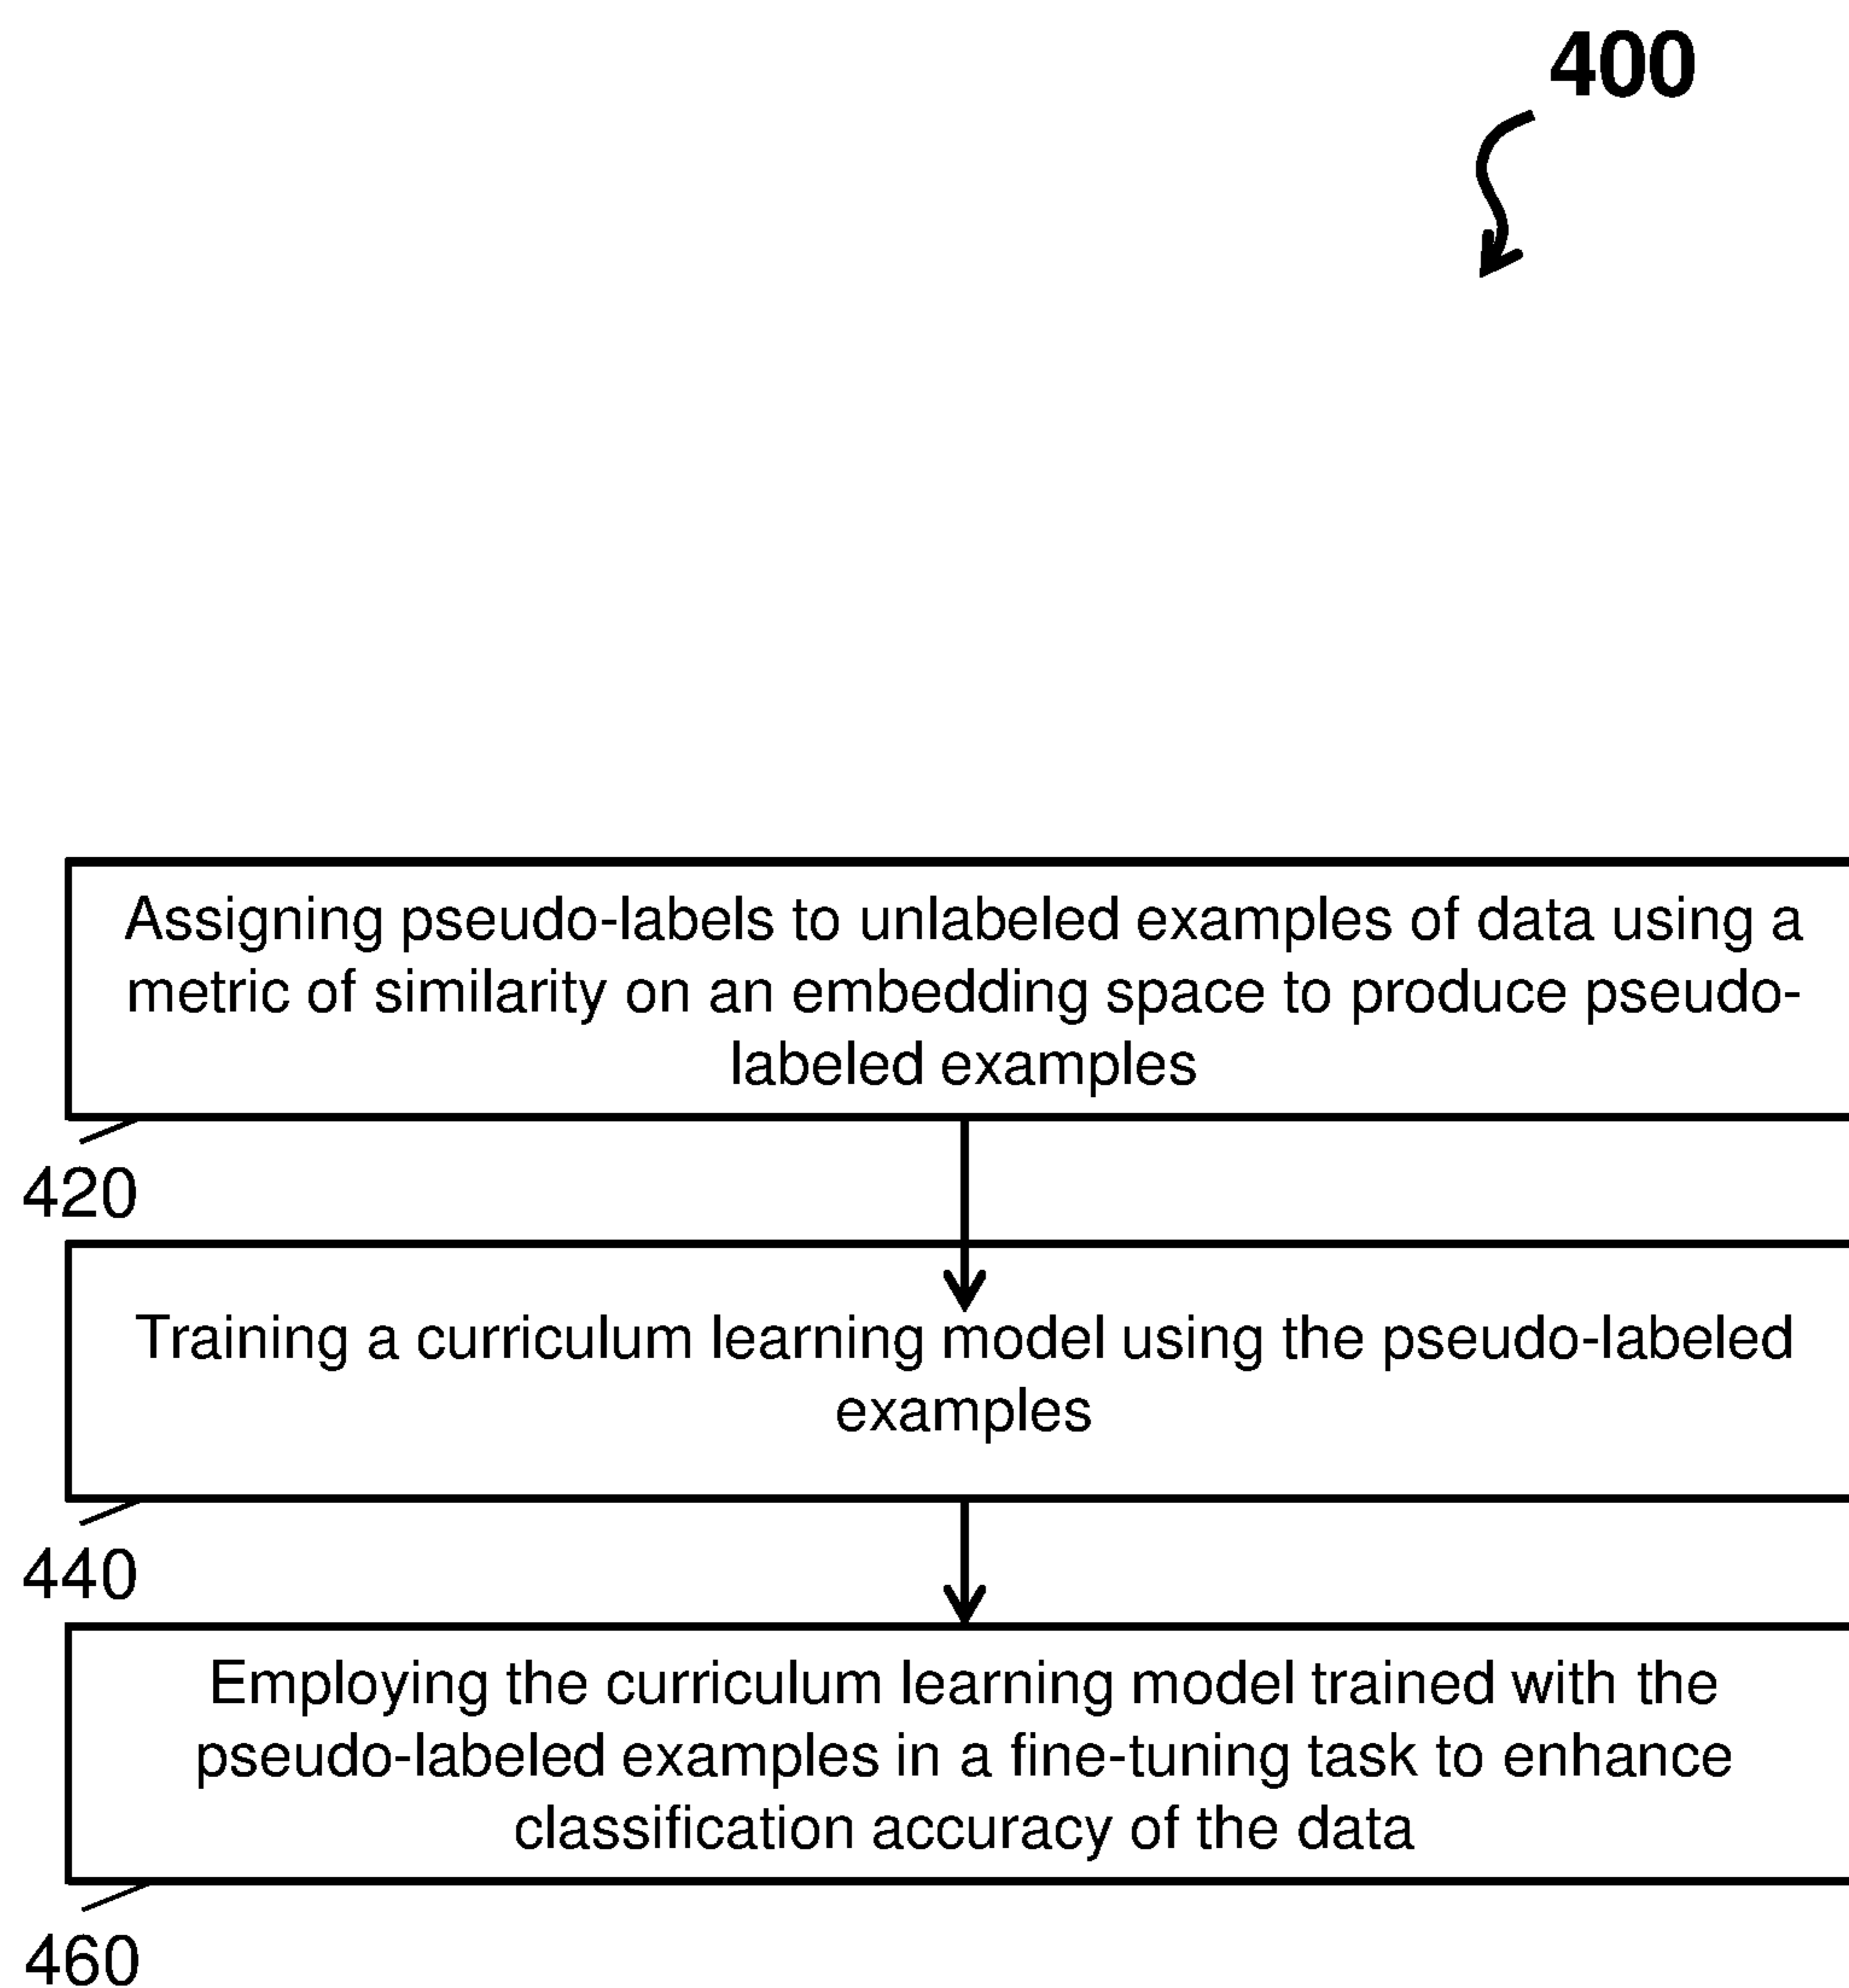 400
Assigning pseudo-labels to unlabeled examples of data using a
metric of similarity on an embedding space to produce pseudo-
labeled examples
420
Training a curriculum learning model using the pseudo-labeled
examples
440
Employing the curriculum learning model trained with the
pseudo-labeled examples in a fine-tuning task to enhance
classification accuracy of the data
460